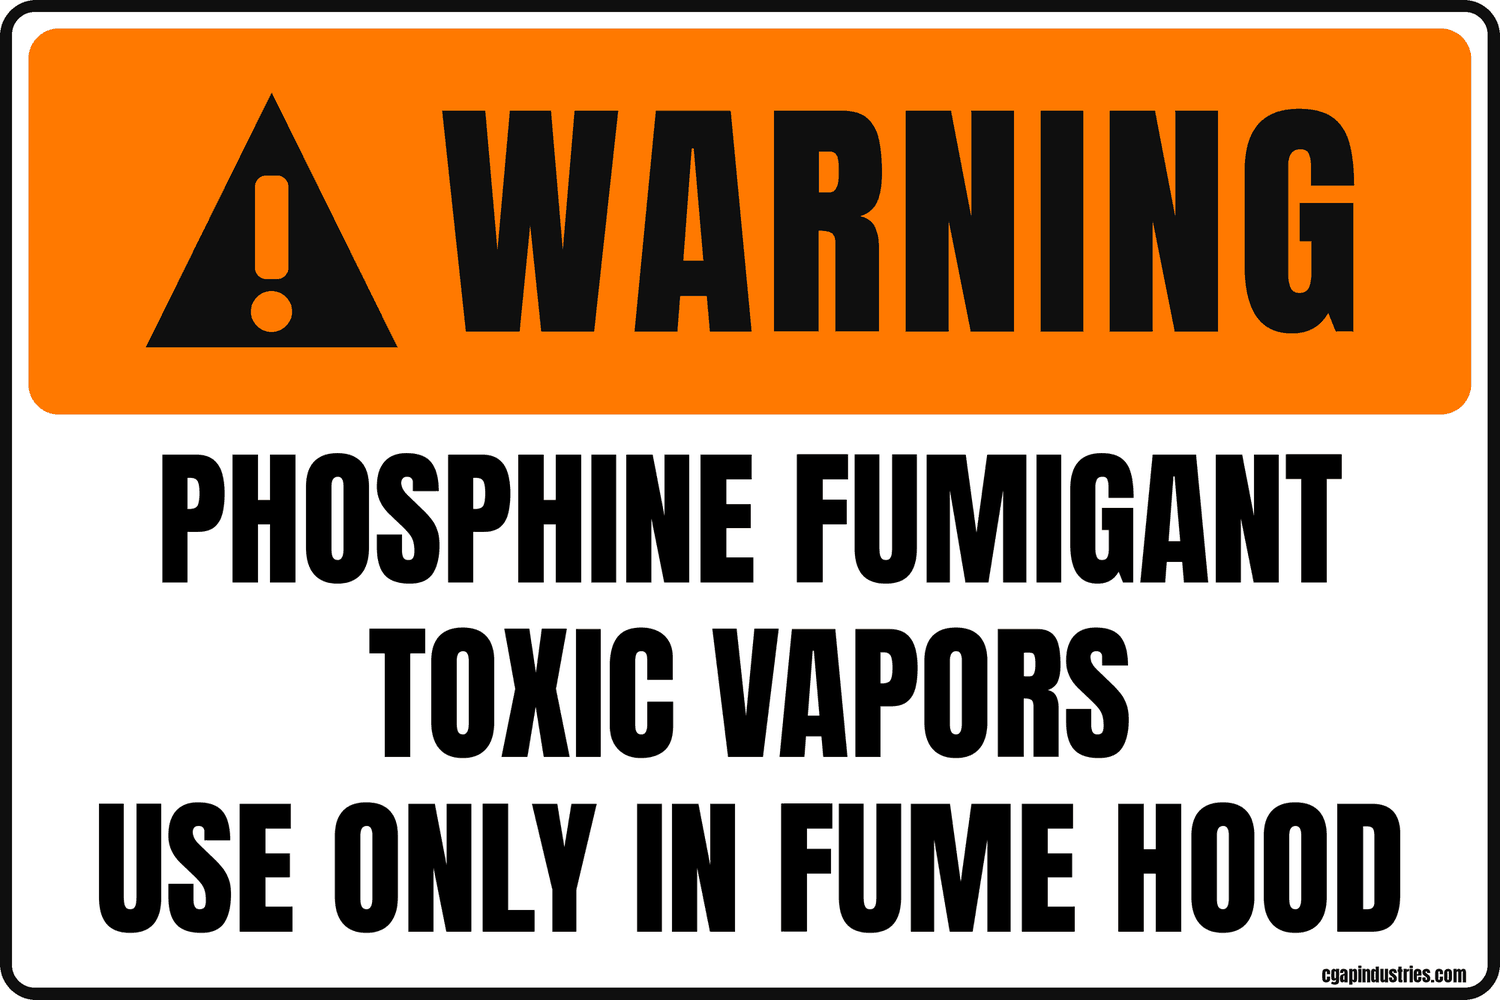 WARNING
PHOSPHINE FUMIGANT
TOXIC VAPORS
USE ONLY IN FUME HOOD
cgapindustries.com